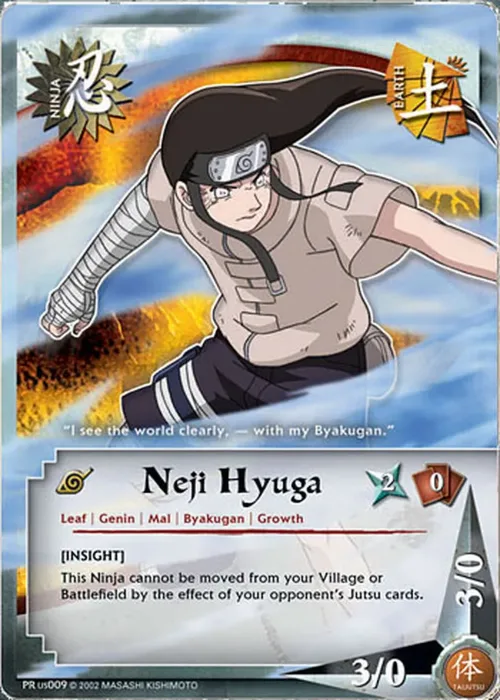 NINJA 忍
EARTH 土
"I see the world clearly, — with my Byakugan."
Neji Hyuga
2 0
Leaf | Genin | Mal | Byakugan | Growth
[INSIGHT]
This Ninja cannot be moved from your Village or
Battlefield by the effect of your opponent's Jutsu cards.
3/0
3/0
体
TAIJUTSU
PR US009 © 2002 MASASHI KISHIMOTO